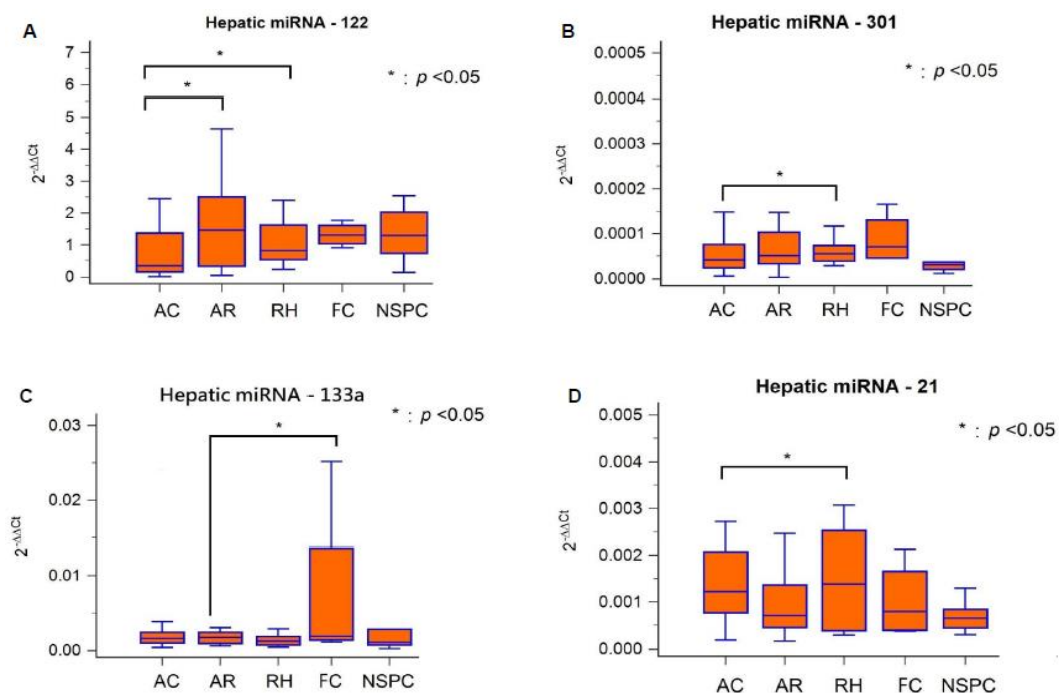 A
Hepatic miRNA - 122
7
6
5
4
3
2
1
0
2-ΔΔCt
*
*
* : p <0.05
AC AR RH FC NSPC
B
Hepatic miRNA - 301
0.0005
0.0004
0.0003
0.0002
0.0001
0.0000
2-ΔΔCt
*
* : p <0.05
AC AR RH FC NSPC
C
Hepatic miRNA - 133a
0.03
0.02
0.01
0.00
2-ΔΔCt
*
* : p <0.05
AC AR RH FC NSPC
D
Hepatic miRNA - 21
0.005
0.004
0.003
0.002
0.001
0.000
2-ΔΔCt
*
* : p <0.05
AC AR RH FC NSPC